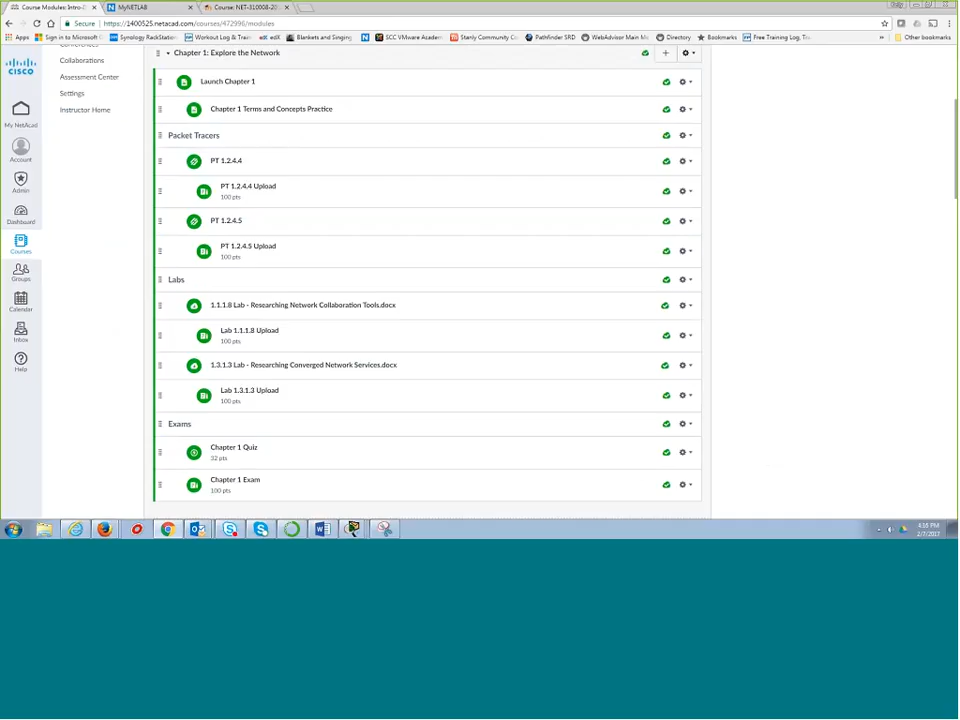 Course Modules: Intro-D
MyNETLAB
Course: NET-310008-20
Secure
https://1400525.netacad.com/courses/472996/modules
Apps
Sign in to Microsoft
Synology RackStation
Workout Log & Train
edX
Blankets and Singing
SCC VMware Academ
Stanly Community Co
Pathfinder SRD
WebAdvisor Main M
Directory
Bookmarks
Free Training Log, Tra
Other bookmarks
CISCO
My NetAcad
Account
Admin
Dashboard
Courses
Groups
Calendar
Inbox
Help
Conferences
Collaborations
Assessment Center
Settings
Instructor Home
Chapter 1: Explore the Network
Launch Chapter 1
Chapter 1 Terms and Concepts Practice
Packet Tracers
PT 1.2.4.4
PT 1.2.4.4 Upload
100 pts
PT 1.2.4.5
PT 1.2.4.5 Upload
100 pts
Labs
1.1.1.8 Lab - Researching Network Collaboration Tools.docx
Lab 1.1.1.8 Upload
100 pts
1.3.1.3 Lab - Researching Converged Network Services.docx
Lab 1.3.1.3 Upload
100 pts
Exams
Chapter 1 Quiz
32 pts
Chapter 1 Exam
100 pts
2/7/2017